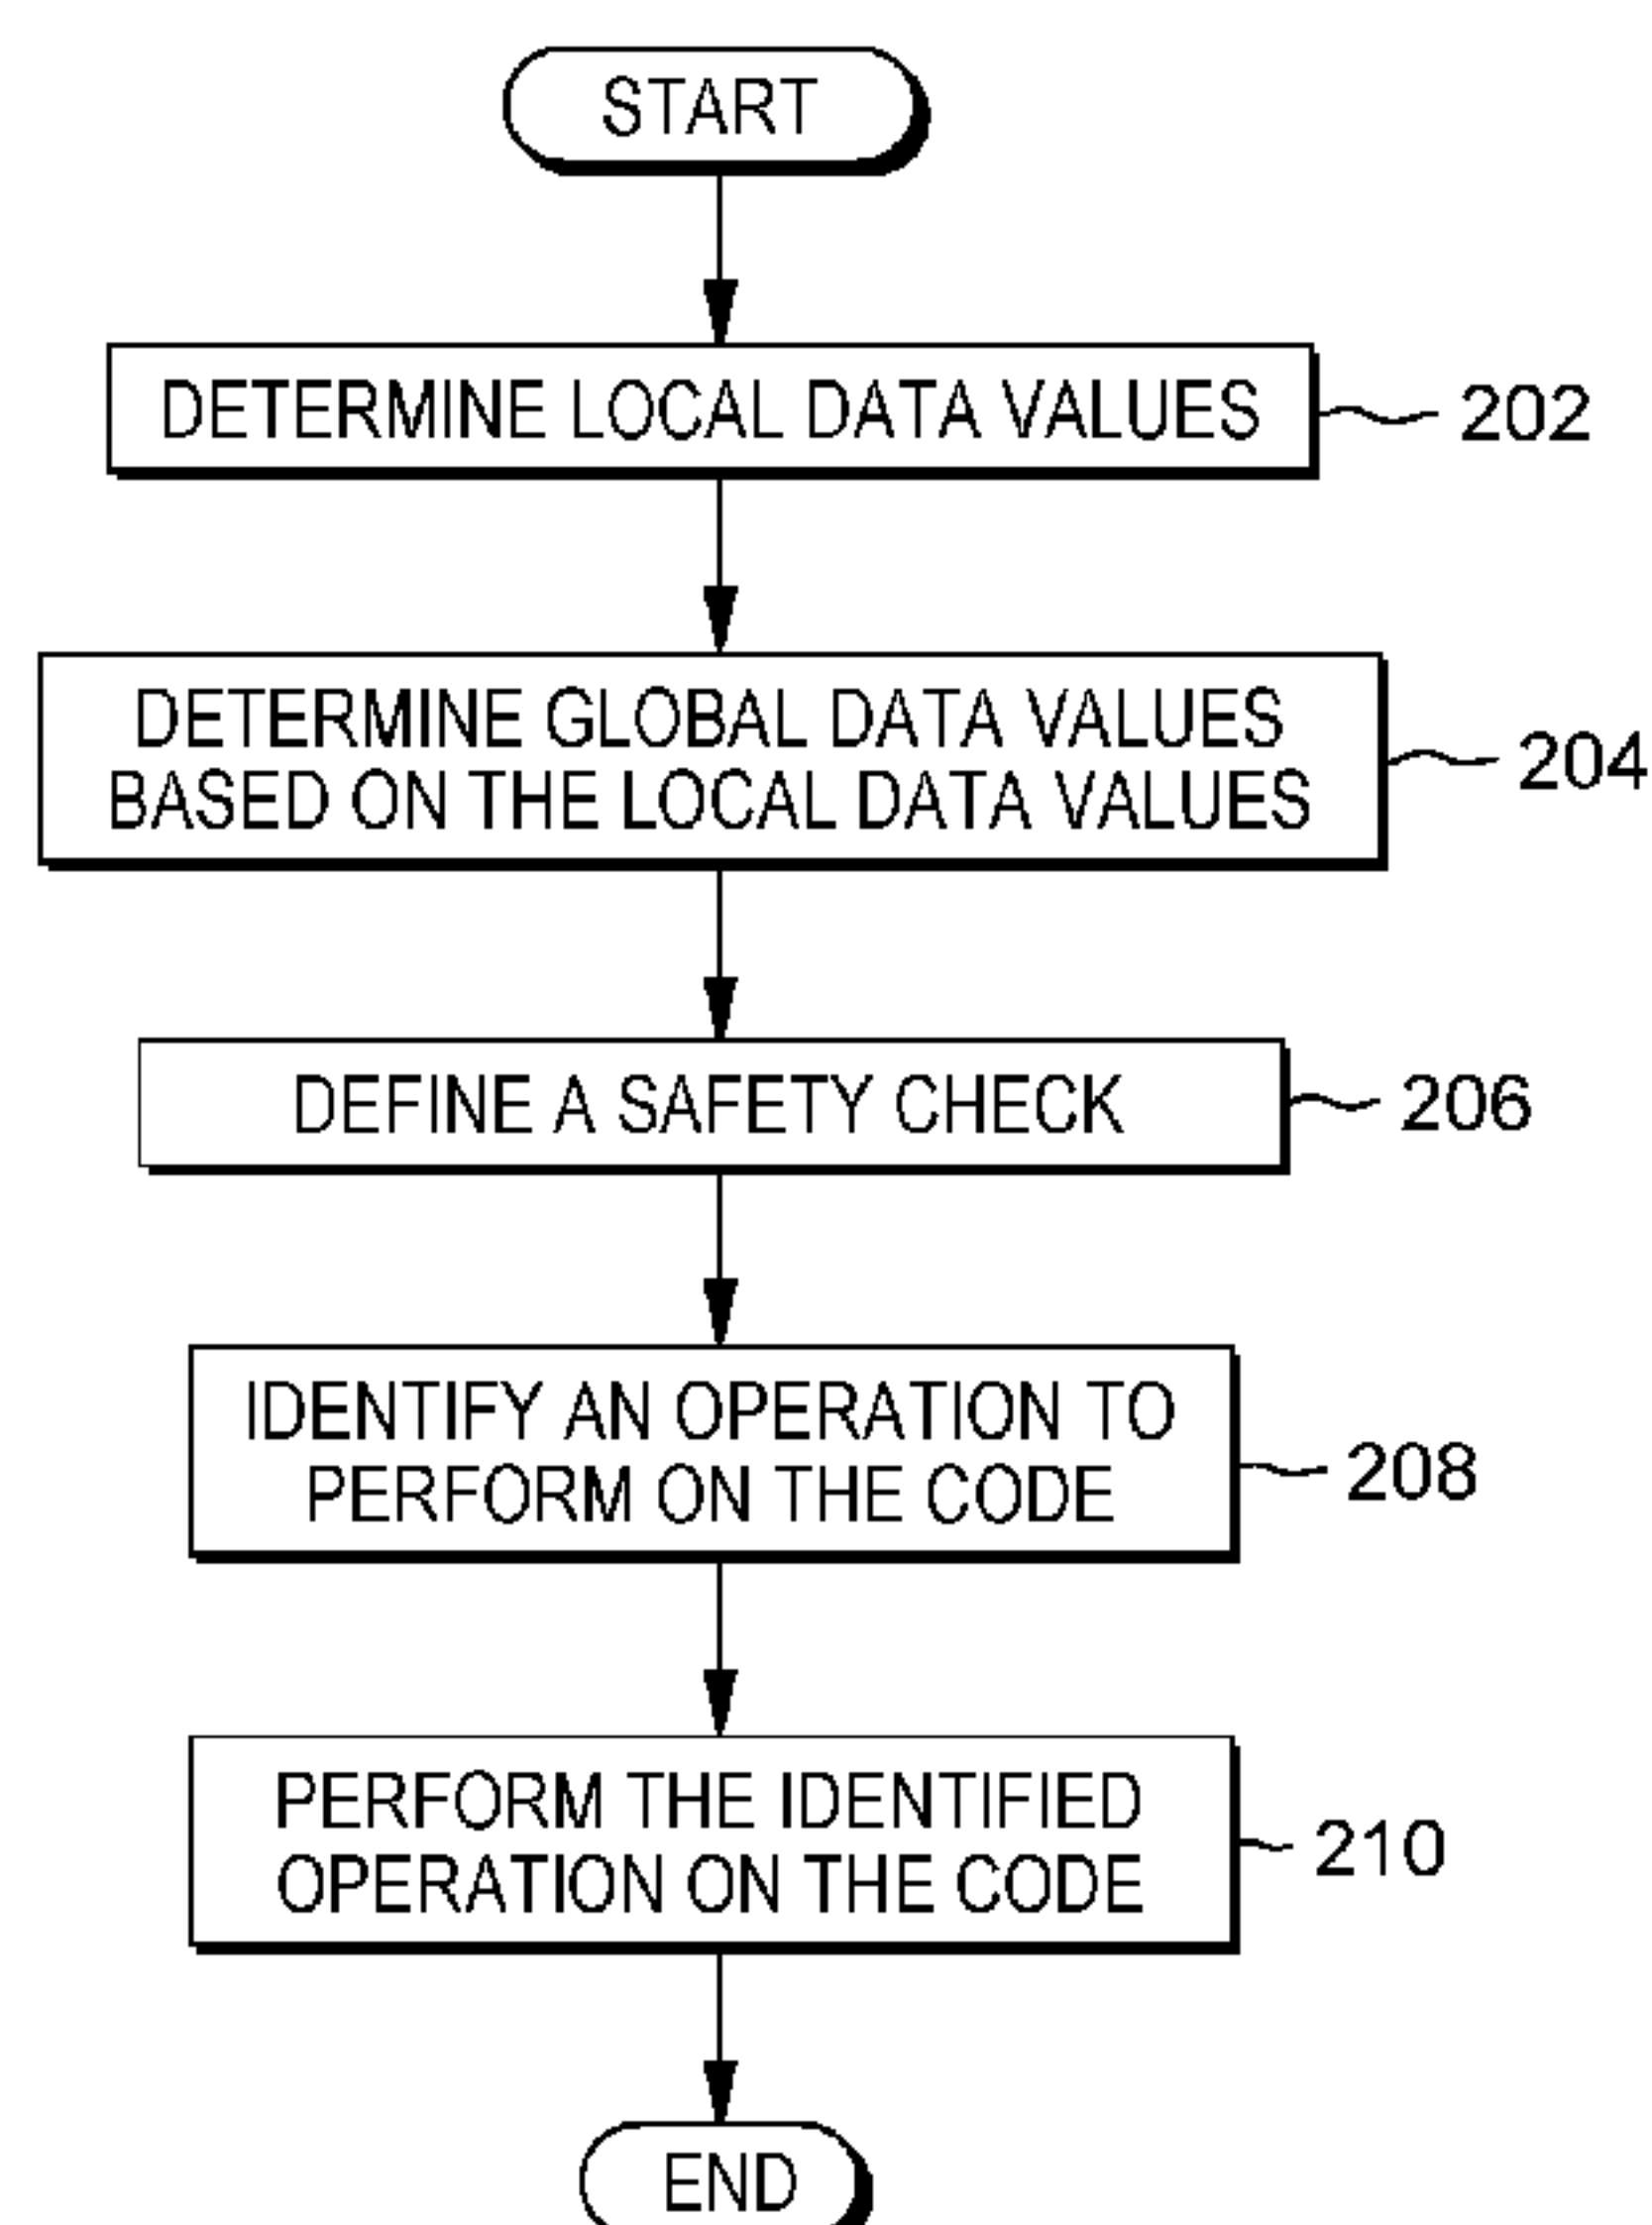 START
DETERMINE LOCAL DATA VALUES
202
DETERMINE GLOBAL DATA VALUES
BASED ON THE LOCAL DATA VALUES
204
DEFINE A SAFETY CHECK
206
IDENTIFY AN OPERATION TO
PERFORM ON THE CODE
208
PERFORM THE IDENTIFIED
OPERATION ON THE CODE
210
END